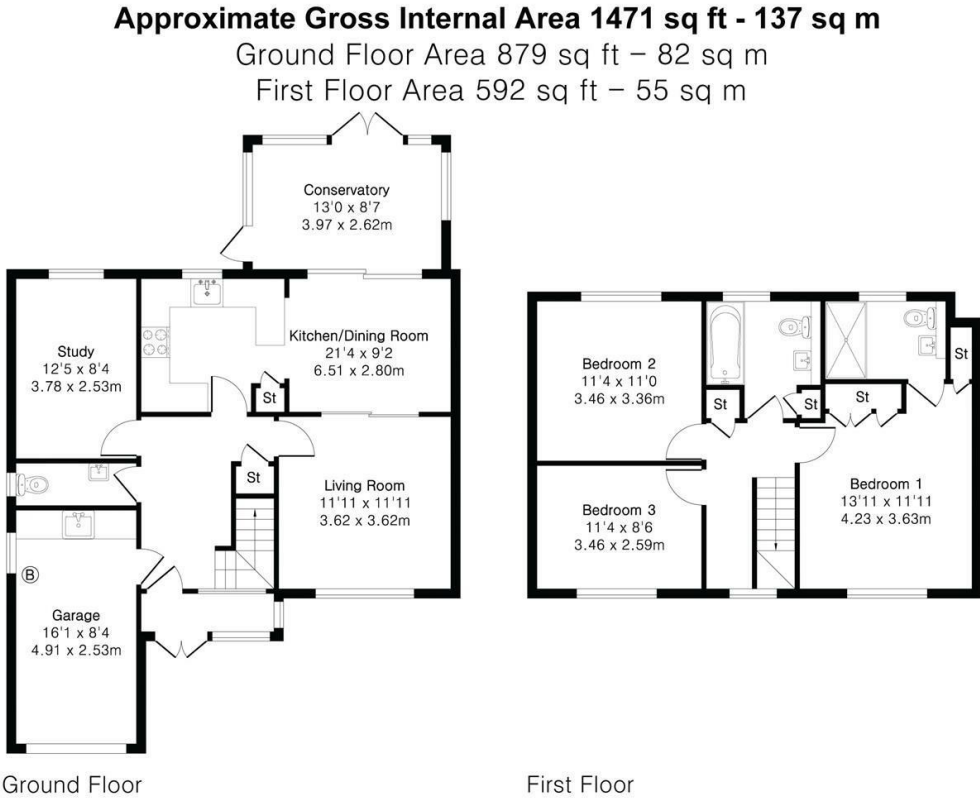 Approximate Gross Internal Area 1471 sq ft - 137 sq m
Ground Floor Area 879 sq ft – 82 sq m
First Floor Area 592 sq ft – 55 sq m
Conservatory
13'0 x 8'7
3.97 x 2.62m
Study
12'5 x 8'4
3.78 x 2.53m
Kitchen/Dining Room
21'4 x 9'2
6.51 x 2.80m
St
St
Living Room
11'11 x 11'11
3.62 x 3.62m
B
Garage
16'1 x 8'4
4.91 x 2.53m
Ground Floor
Bedroom 2
11'4 x 11'0
3.46 x 3.36m
St
St
St
St
Bedroom 1
13'11 x 11'11
4.23 x 3.63m
Bedroom 3
11'4 x 8'6
3.46 x 2.59m
First Floor